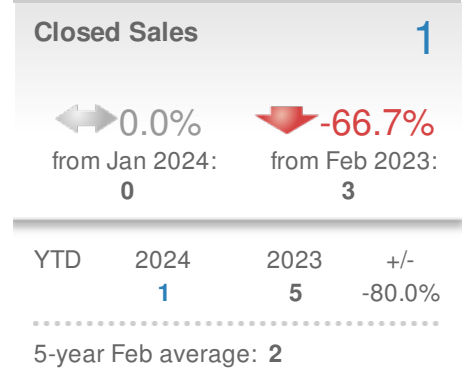 Closed Sales 1
0.0% -66.7%
from Jan 2024: from Feb 2023:
0 3
YTD 2024 2023 +/-
1 5 -80.0%
5-year Feb average: 2